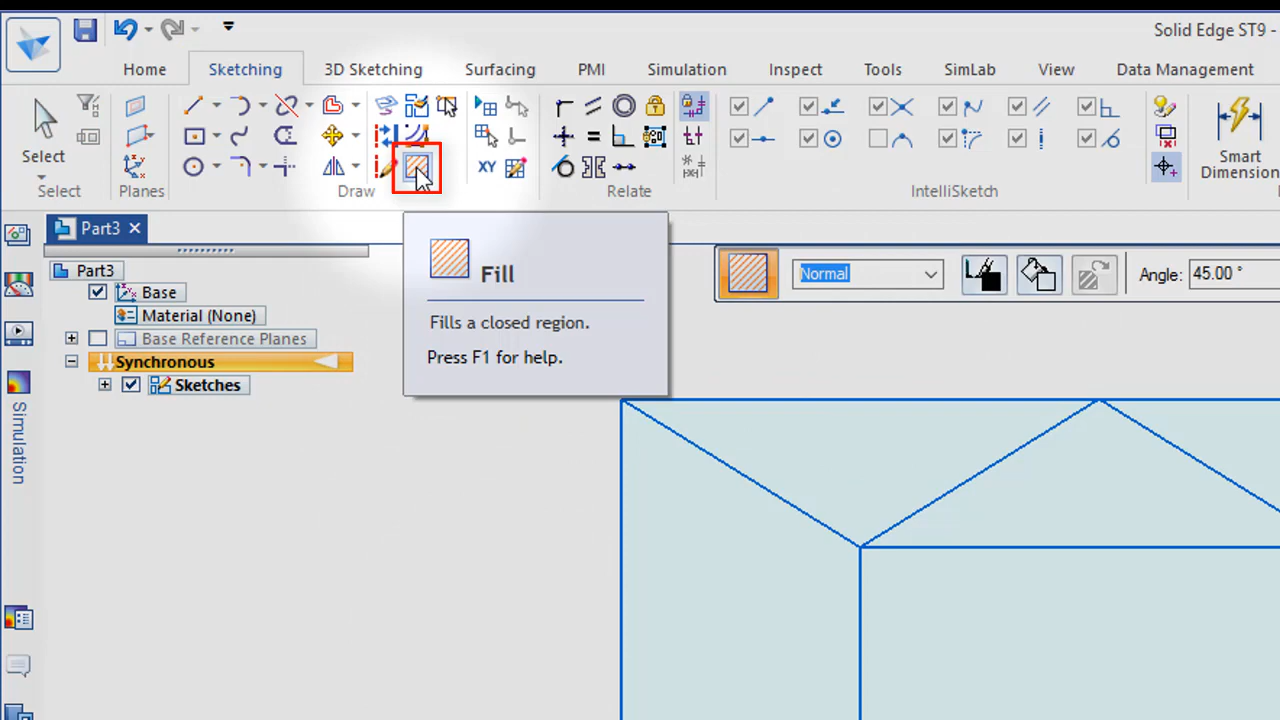 Solid Edge ST9 -
Home Sketching 3D Sketching Surfacing PMI Simulation Inspect Tools SimLab View Data Management
Select
XY
Smart
Dimension
Select Planes Draw Relate IntelliSketch
Part3
Part3
Base
Material (None)
Base Reference Planes
Synchronous
Sketches
Simulation
Fill
Fills a closed region.
Press F1 for help.
Normal
Angle: 45.00 °